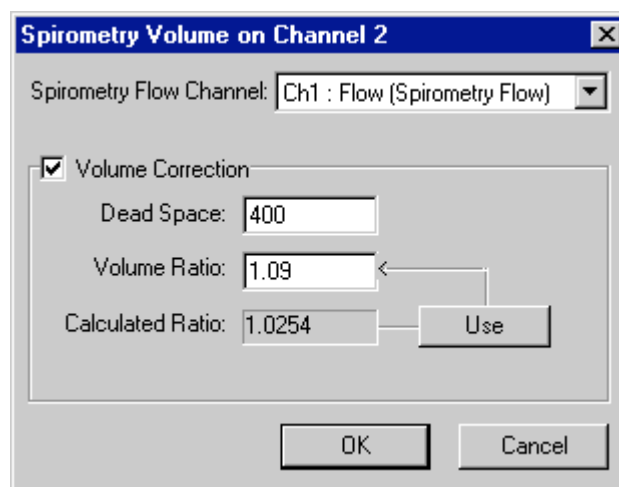 Spirometry Volume on Channel 2
Spirometry Flow Channel: Ch1 : Flow (Spirometry Flow)
Volume Correction
Dead Space: 400
Volume Ratio: 1.09
Calculated Ratio: 1.0254 Use
OK Cancel